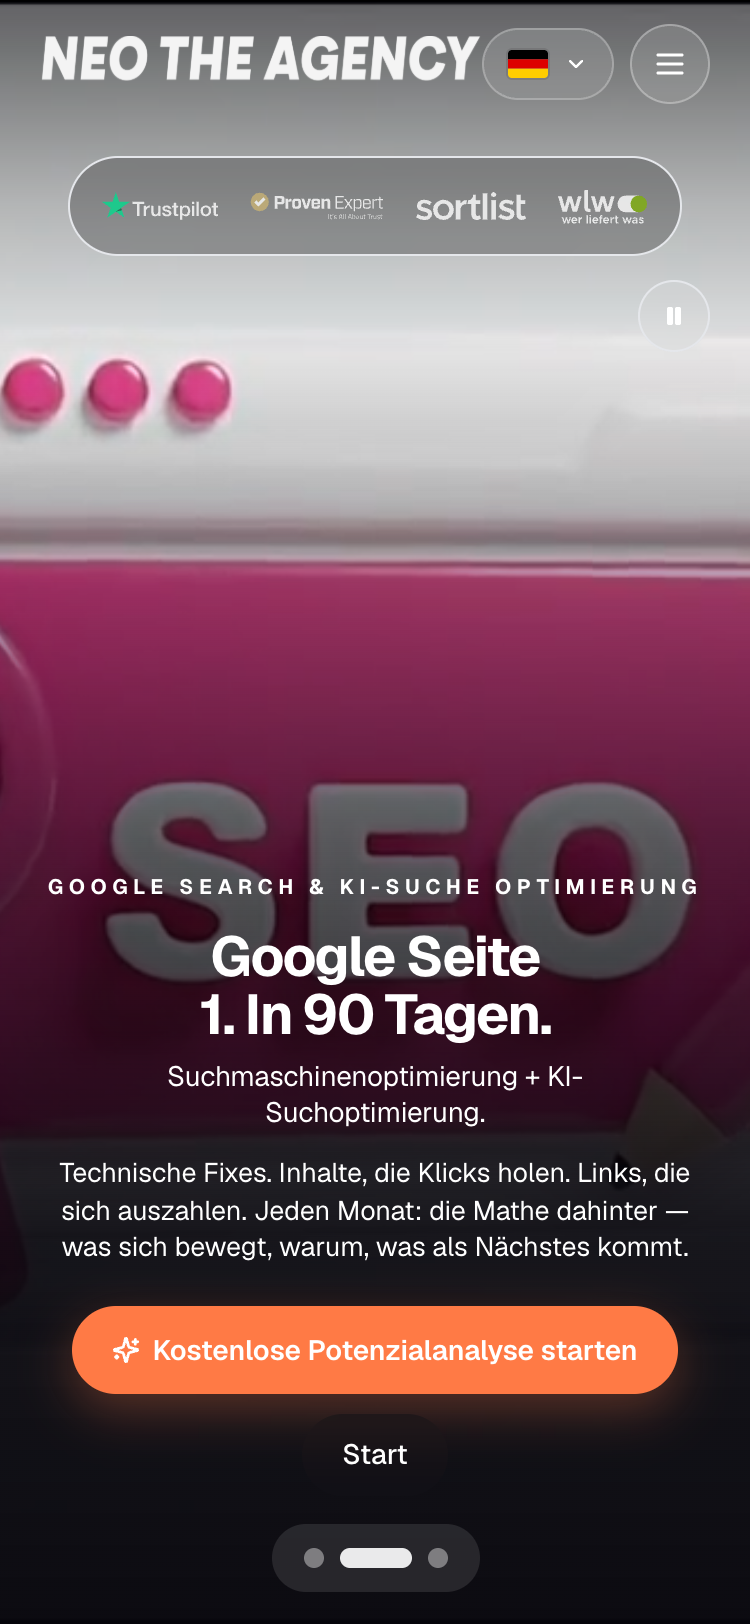 NEO THE AGENCY
Trustpilot
Proven Expert
It's All About Trust
sortlist
wlw
wer liefert was
SEO
GOOGLE SEARCH & KI-SUCHE OPTIMIERUNG
Google Seite
1. In 90 Tagen.
Suchmaschinenoptimierung + KI-
Suchoptimierung.
Technische Fixes. Inhalte, die Klicks holen. Links, die
sich auszahlen. Jeden Monat: die Mathe dahinter —
was sich bewegt, warum, was als Nächstes kommt.
Kostenlose Potenzialanalyse starten
Start